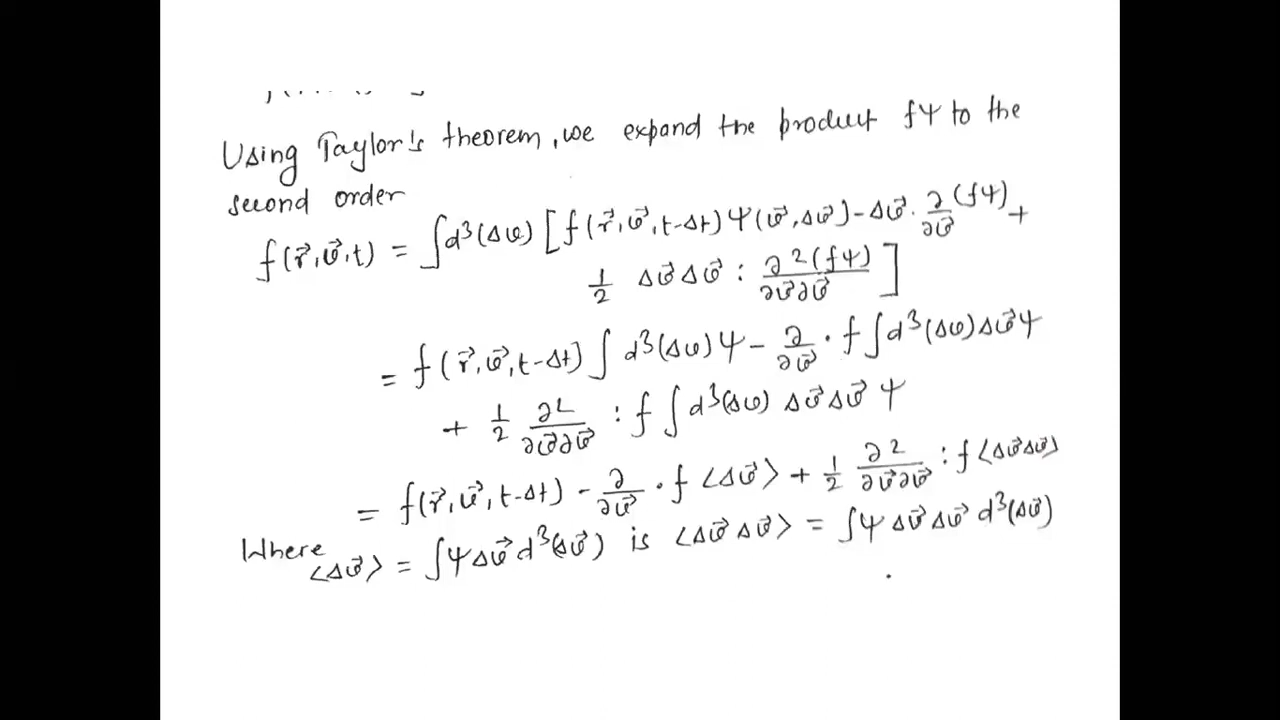 Using Taylor's theorem, we expand the product fψ to the
second order
f(r⃗, v⃗, t) = ∫d³(Δv) [f(r⃗, v⃗, t-Δt) Ψ(v⃗, Δv⃗) - Δv⃗ · ∂/∂v⃗ (fψ) +
1/2 Δv⃗ Δv⃗ : ∂²(fψ)/∂v⃗∂v⃗ ]
= f(r⃗, v⃗, t-Δt) ∫ d³(Δv) Ψ - ∂/∂v⃗ · f ∫d³(Δv) Δv⃗ Ψ
+ 1/2 ∂²/∂v⃗∂v⃗ : f ∫ d³(Δv) Δv⃗ Δv⃗ Ψ
= f(r⃗, v⃗, t-Δt) - ∂/∂v⃗ · f <Δv⃗> + 1/2 ∂²/∂v⃗∂v⃗ : f <Δv⃗Δv⃗>
Where <Δv⃗> = ∫Ψ Δv⃗ d³(Δv⃗) is <Δv⃗ Δv⃗> = ∫Ψ Δv⃗ Δv⃗ d³(Δv⃗)